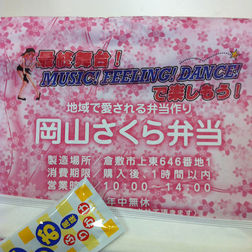 最終舞台!
MUSIC! FEELING! DANCE!
で楽しもう!
地域で愛される弁当作り
岡山さくら弁当
製造場所 倉敷市上東646番地1
消費期限 購入後、1時間以内
営業時間 10:00~14:00
年中無休